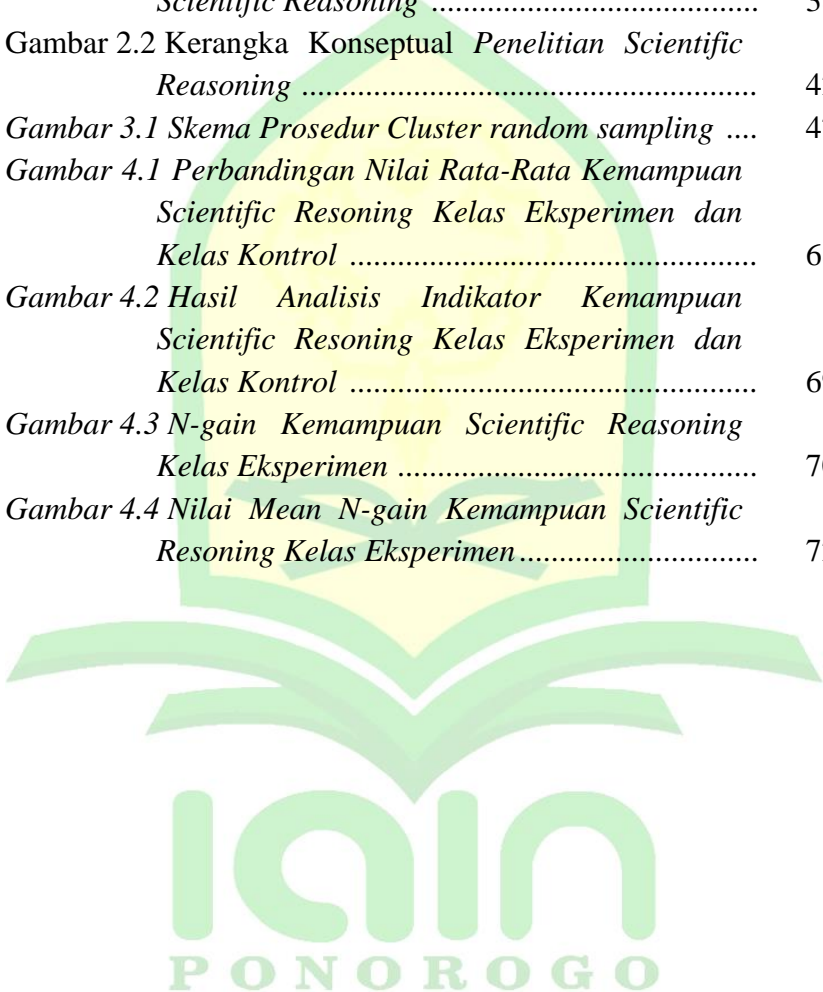 Scientific Reasoning ........................................
Gambar 2.2 Kerangka Konseptual Penelitian Scientific
Reasoning ..........................................................
Gambar 3.1 Skema Prosedur Cluster random sampling ....
Gambar 4.1 Perbandingan Nilai Rata-Rata Kemampuan
Scientific Resoning Kelas Eksperimen dan
Kelas Kontrol ....................................................
Gambar 4.2 Hasil Analisis Indikator Kemampuan
Scientific Resoning Kelas Eksperimen dan
Kelas Kontrol ....................................................
Gambar 4.3 N-gain Kemampuan Scientific Reasoning
Kelas Eksperimen ..............................................
Gambar 4.4 Nilai Mean N-gain Kemampuan Scientific
Resoning Kelas Eksperimen ..............................
IAIN
PONOROGO